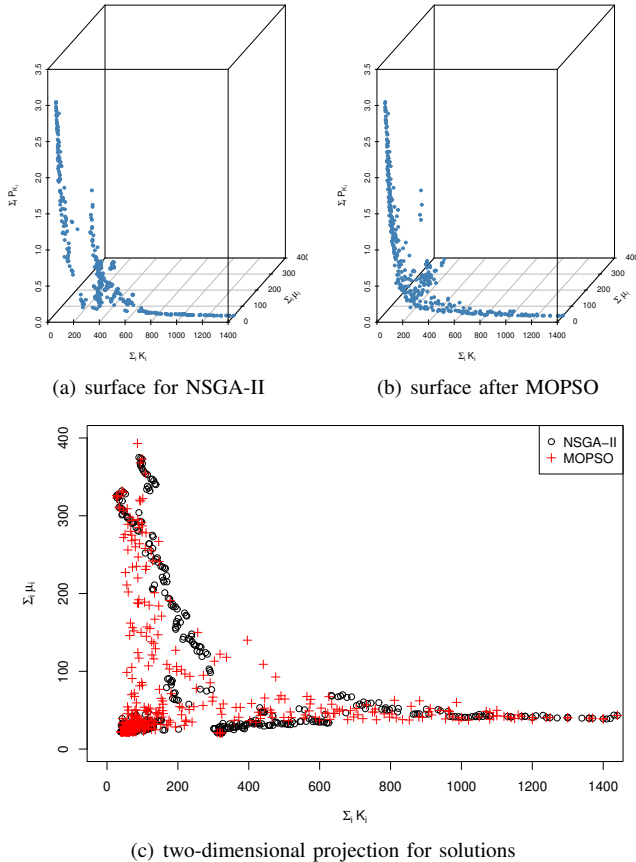 3.5
3.0
2.5
2.0
1.5
1.0
0.5
0.0
Σi PKi
0 200 400 600 800 1000 1200 1400
Σi Ki
0
100
200
300
400
Σi μi
3.5
3.0
2.5
2.0
1.5
1.0
0.5
0.0
Σi PKi
0 200 400 600 800 1000 1200 1400
Σi Ki
0
100
200
300
400
Σi μi
(a) surface for NSGA-II
(b) surface after MOPSO
NSGA−II
MOPSO
400
300
200
100
0
Σi μi
0 200 400 600 800 1000 1200 1400
Σi Ki
(c) two-dimensional projection for solutions